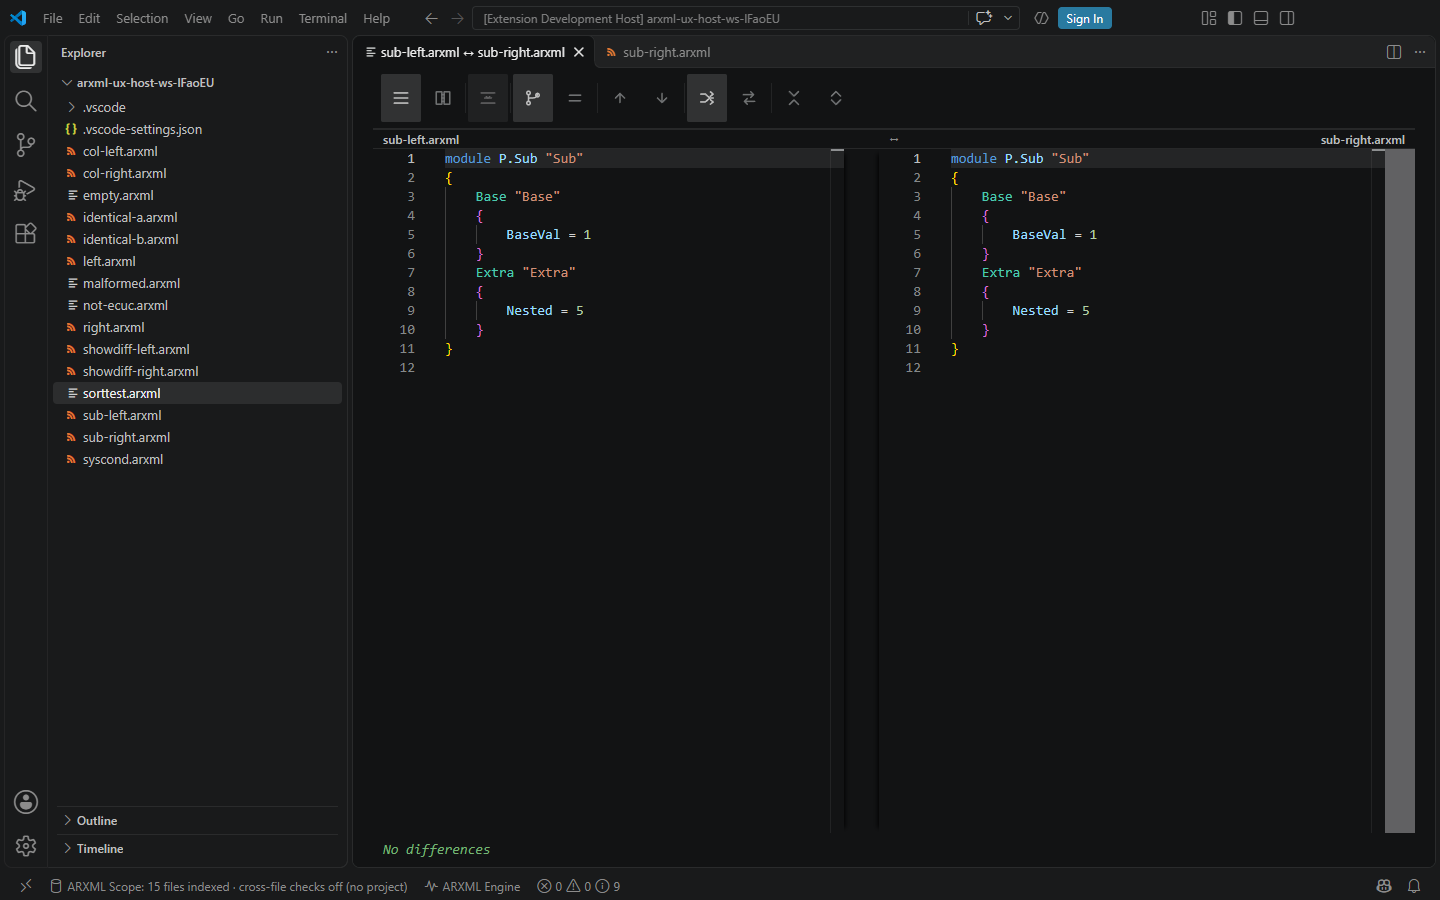 File Edit Selection View Go Run Terminal Help
[Extension Development Host] arxml-ux-host-ws-IFaoEU
Sign In
Explorer
arxml-ux-host-ws-IFaoEU
.vscode
.vscode-settings.json
col-left.arxml
col-right.arxml
empty.arxml
identical-a.arxml
identical-b.arxml
left.arxml
malformed.arxml
not-ecuc.arxml
right.arxml
showdiff-left.arxml
showdiff-right.arxml
sorttest.arxml
sub-left.arxml
sub-right.arxml
syscond.arxml
Outline
Timeline
sub-left.arxml ↔ sub-right.arxml
sub-right.arxml
sub-left.arxml ↔ sub-right.arxml
1 module P.Sub "Sub"
2 {
3 Base "Base"
4 {
5 BaseVal = 1
6 }
7 Extra "Extra"
8 {
9 Nested = 5
10 }
11 }
12
1 module P.Sub "Sub"
2 {
3 Base "Base"
4 {
5 BaseVal = 1
6 }
7 Extra "Extra"
8 {
9 Nested = 5
10 }
11 }
12
No differences
ARXML Scope: 15 files indexed · cross-file checks off (no project)
ARXML Engine
0 0 9